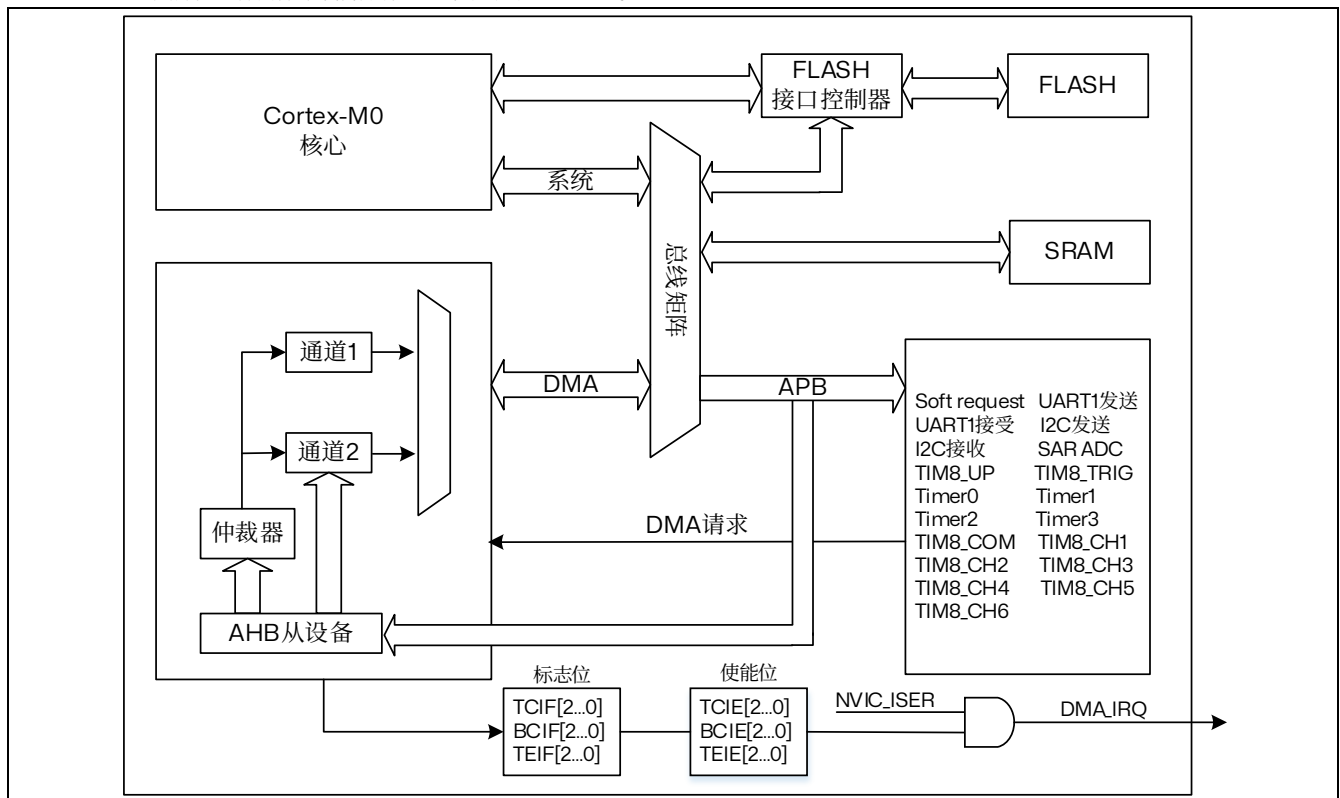 Cortex-M0
核心
FLASH
接口控制器
FLASH
系统
总线矩阵
SRAM
通道1
通道2
仲裁器
AHB从设备
DMA
APB
DMA请求
Soft request UART1发送
UART1接受 I2C发送
I2C接收 SAR ADC
TIM8_UP TIM8_TRIG
Timer0 Timer1
Timer2 Timer3
TIM8_COM TIM8_CH1
TIM8_CH2 TIM8_CH3
TIM8_CH4 TIM8_CH5
TIM8_CH6
标志位
TCIF[2...0]
BCIF[2...0]
TEIF[2...0]
使能位
TCIE[2...0]
BCIE[2...0]
TEIE[2...0]
NVIC_ISER
DMA_IRQ